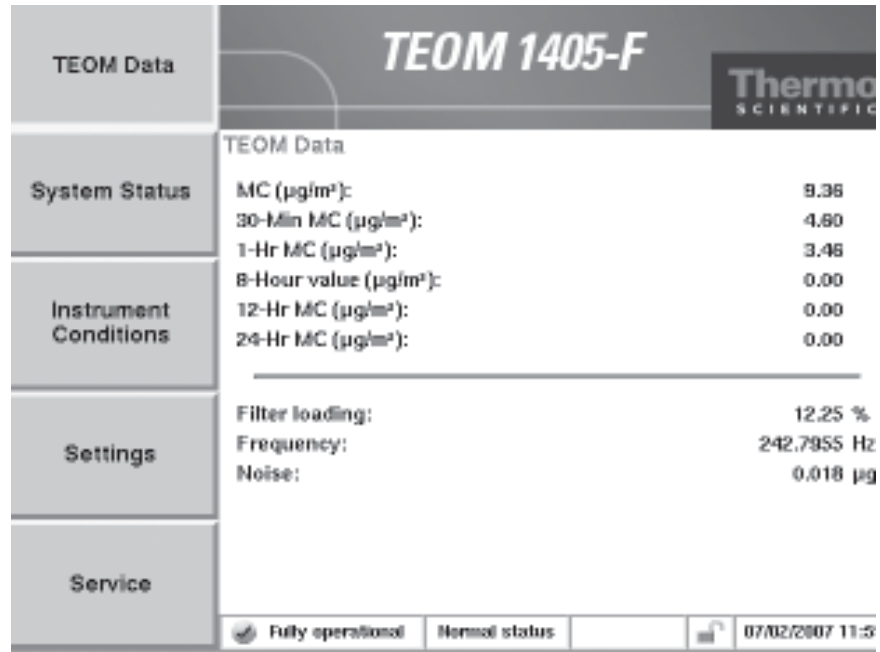 TEOM Data
TEOM 1405-F
Thermo
SCIENTIFIC
TEOM Data
MC (µg/m³): 9.36
30-Min MC (µg/m³): 4.60
1-Hr MC (µg/m³): 3.46
8-Hour value (µg/m³): 0.00
12-Hr MC (µg/m³): 0.00
24-Hr MC (µg/m³): 0.00
Filter loading: 12.25 %
Frequency: 242.7955 Hz
Noise: 0.018 µg
System Status
Instrument
Conditions
Settings
Service
Fully operational
Normal status
07/02/2007